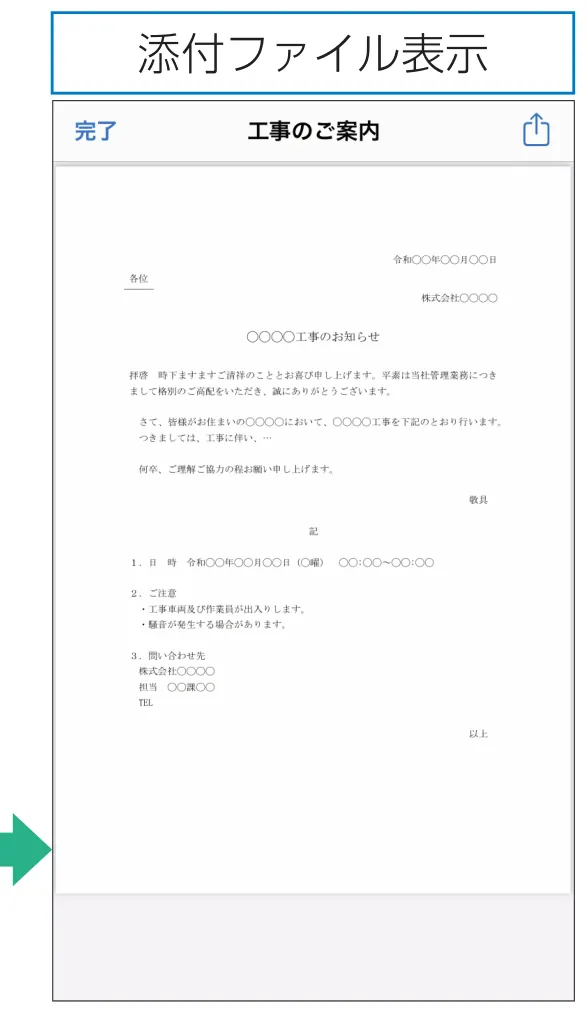 添付ファイル表示
完了
工事のご案内
令和〇〇年〇〇月〇〇日
各位
株式会社〇〇〇〇
〇〇〇〇工事のお知らせ
拝啓　時下ますますご清祥のこととお喜び申し上げます。平素は当社管理業務につき
まして格別のご高配をいただき、誠にありがとうございます。
さて、皆様がお住まいの〇〇〇〇において、〇〇〇〇工事を下記のとおり行います。
つきましては、工事に伴い、…
何卒、ご理解ご協力の程お願い申し上げます。
敬具
記
１．日　時　令和〇〇年〇〇月〇〇日（〇曜）　〇〇：〇〇～〇〇：〇〇
２．ご注意
・工事車両及び作業員が出入りします。
・騒音が発生する場合があります。
３．問い合わせ先
株式会社〇〇〇〇
担当　〇〇課〇〇
TEL
以上